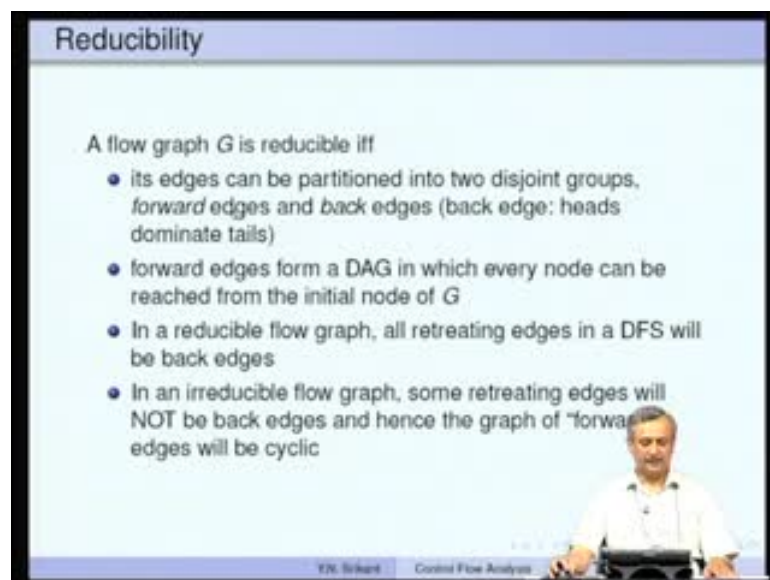 Reducibility
A flow graph G is reducible iff
its edges can be partitioned into two disjoint groups,
forward edges and back edges (back edge: heads
dominate tails)
forward edges form a DAG in which every node can be
reached from the initial node of G
In a reducible flow graph, all retreating edges in a DFS will
be back edges
In an irreducible flow graph, some retreating edges will
NOT be back edges and hence the graph of "forwa
edges will be cyclic
Y.N. Srikant Control Flow Analysis